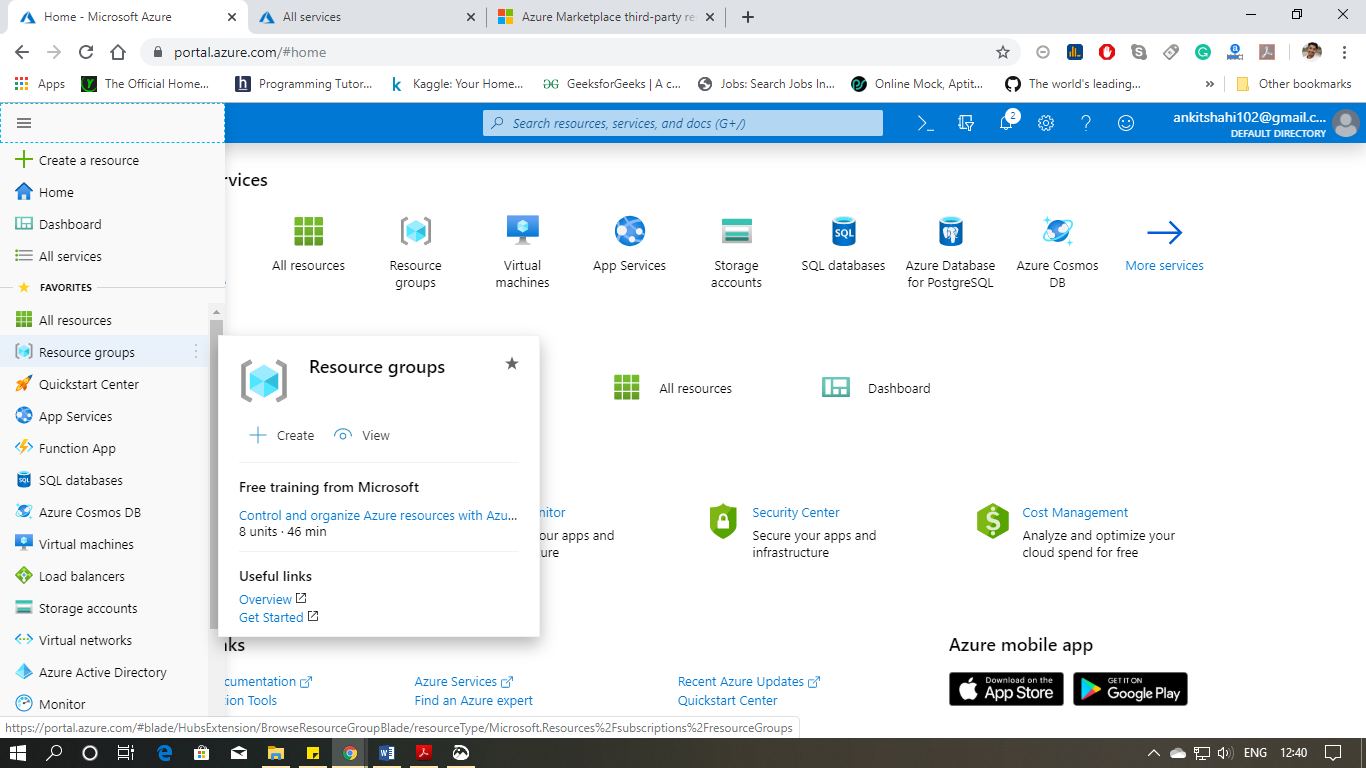 Home - Microsoft Azure
All services
Azure Marketplace third-party re
portal.azure.com/#home
Apps
The Official Home...
Programming Tutor...
Kaggle: Your Home...
GeeksforGeeks | A c...
Jobs: Search Jobs In...
Online Mock, Aptit...
The world's leading...
»
Other bookmarks
Search resources, services, and docs (G+/)
2
ankitshahi102@gmail.c...
DEFAULT DIRECTORY
Create a resource
Home
Dashboard
All services
FAVORITES
All resources
Resource groups
Quickstart Center
App Services
Function App
SQL databases
Azure Cosmos DB
Virtual machines
Load balancers
Storage accounts
Virtual networks
Azure Active Directory
Monitor
rvices
All resources
Resource
groups
Virtual
machines
App Services
Storage
accounts
SQL
SQL databases
Azure Database
for PostgreSQL
Azure Cosmos
DB
More services
Resource groups
Create
View
Free training from Microsoft
Control and organize Azure resources with Azu...
8 units · 46 min
Useful links
Overview
Get Started
All resources
Dashboard
nitor
our apps and
ure
Security Center
Secure your apps and
infrastructure
Cost Management
Analyze and optimize your
cloud spend for free
ks
cumentation
ion Tools
Azure Services
Find an Azure expert
Recent Azure Updates
Quickstart Center
Azure mobile app
Download on the
App Store
GET IT ON
Google Play
https://portal.azure.com/#blade/HubsExtension/BrowseResourceGroupBlade/resourceType/Microsoft.Resources%2Fsubscriptions%2FresourceGroups
ENG
12:40